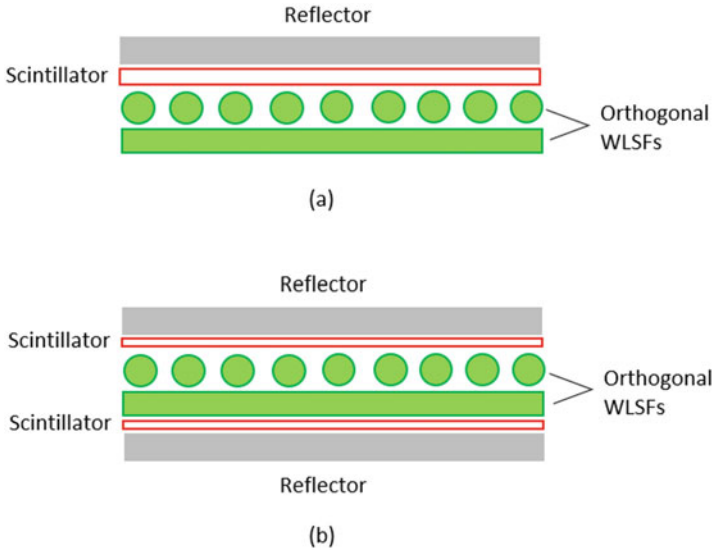 Reflector
Scintillator
Orthogonal
WLSFs
(a)
Reflector
Scintillator
Orthogonal
WLSFs
Scintillator
Reflector
(b)